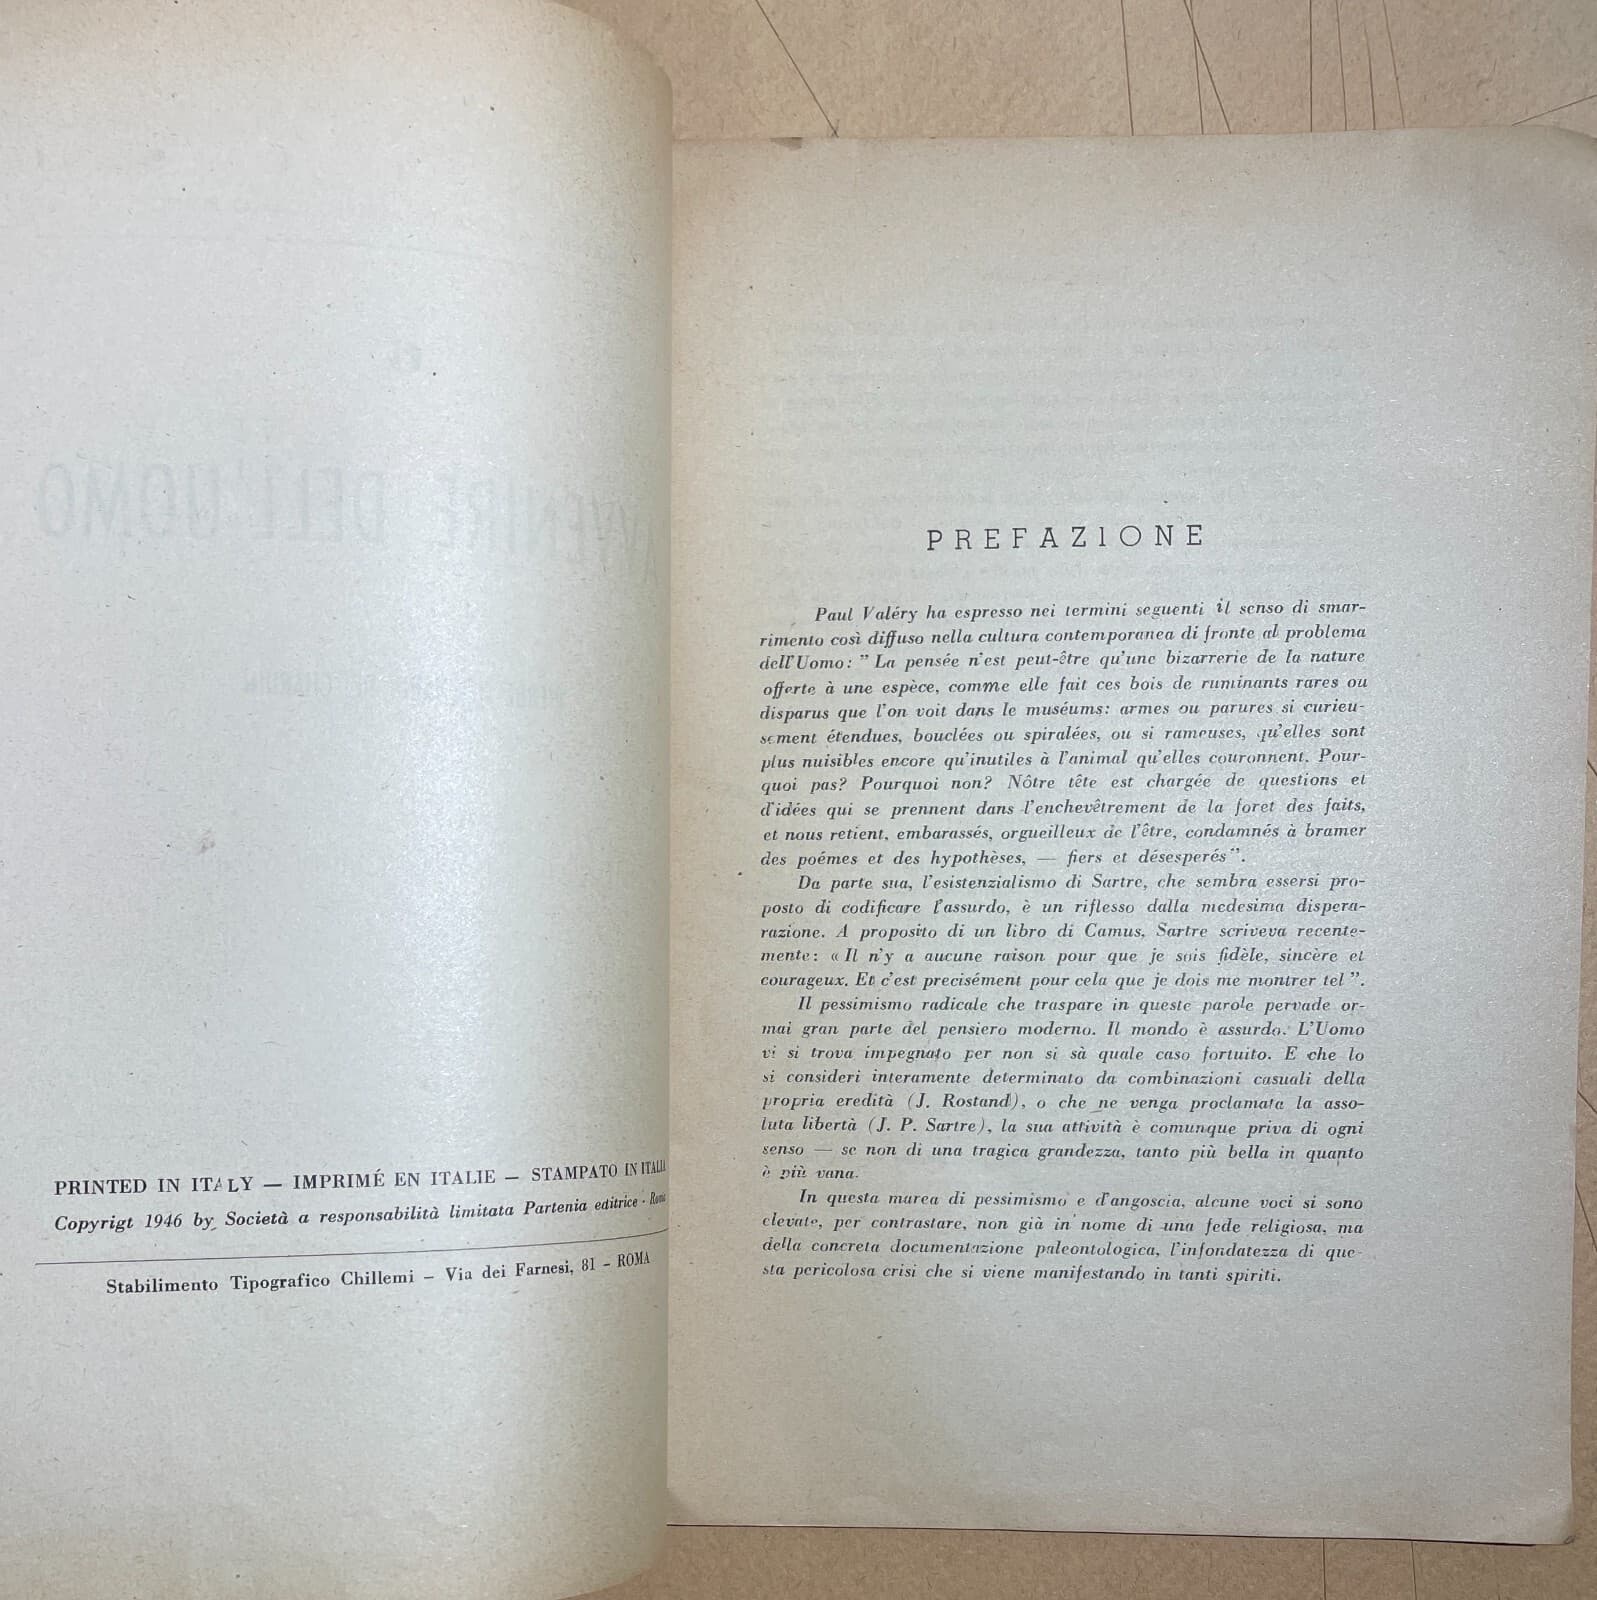 PRINTED IN ITALY — IMPRIMÉ EN ITALIE — STAMPATO IN ITALIA
Copyrigt 1946 by Società a responsabilità limitata Partenia editrice - Roma
Stabilimento Tipografico Chillemi — Via dei Farnesi, 81 — ROMA
PREFAZIONE
Paul Valéry ha espresso nei termini seguenti il senso di smar-
rimento così diffuso nella cultura contemporanea di fronte al problema
dell'Uomo: " La pensée n'est peut-être qu'une bizarrerie de la nature
offerte à une espèce, comme elle fait ces bois de ruminants rares ou
disparus que l'on voit dans le muséums: armes ou parures si curieu-
sement étendues, bouclées ou spiralées, ou si rameuses, qu'elles sont
plus nuisibles encore qu'inutiles à l'animal qu'elles couronnent. Pour-
quoi pas? Pourquoi non? Nôtre tête est chargée de questions et
d'idées qui se prennent dans l'enchevêtrement de la foret des faits,
et nous retient, embarassés, orgueilleux de l'être, condamnés à bramer
des poémes et des hypothèses, — fiers et désesperés".
Da parte sua, l'esistenzialismo di Sartre, che sembra essersi pro-
posto di codificare l'assurdo, è un riflesso dalla medesima dispera-
razione. A proposito di un libro di Camus, Sartre scriveva recente-
mente: « Il n'y a aucune raison pour que je sois fidèle, sincère et
courageux. Et c'est precisément pour cela que je dois me montrer tel ".
Il pessimismo radicale che traspare in queste parole pervade or-
mai gran parte del pensiero moderno. Il mondo è assurdo. L'Uomo
vi si trova impegnato per non si sà quale caso fortuito. E che lo
si consideri interamente determinato da combinazioni casuali della
propria eredità (J. Rostand), o che ne venga proclamata la asso-
luta libertà (J. P. Sartre), la sua attività è comunque priva di ogni
senso — se non di una tragica grandezza, tanto più bella in quanto
è più vana.
In questa marea di pessimismo e d'angoscia, alcune voci si sono
elevate, per contrastare, non già in nome di una fede religiosa, ma
della concreta documentazione paleontologica, l'infondatezza di que-
sta pericolosa crisi che si viene manifestando in tanti spiriti.